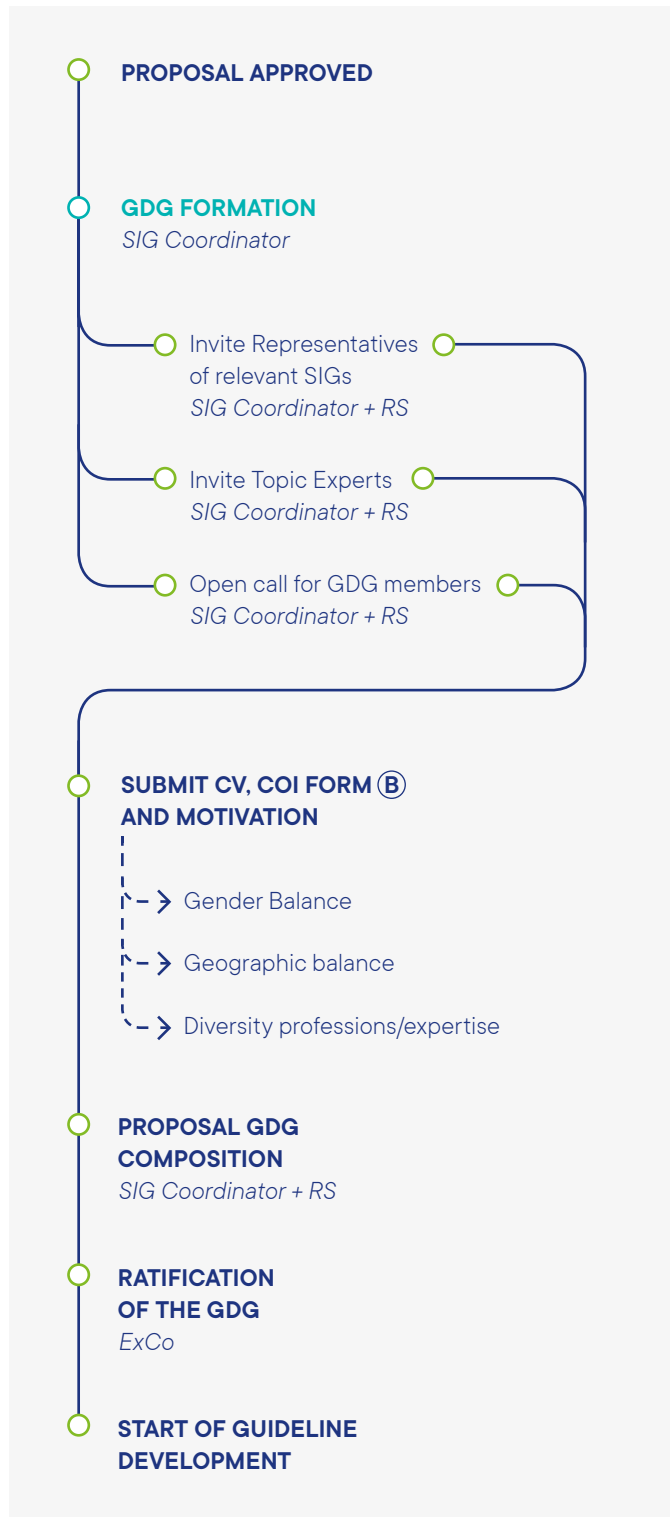 PROPOSAL APPROVED
GDG FORMATION
SIG Coordinator
Invite Representatives
of relevant SIGs
SIG Coordinator + RS
Invite Topic Experts
SIG Coordinator + RS
Open call for GDG members
SIG Coordinator + RS
SUBMIT CV, COI FORM Ⓑ
AND MOTIVATION
Gender Balance
Geographic balance
Diversity professions/expertise
PROPOSAL GDG
COMPOSITION
SIG Coordinator + RS
RATIFICATION
OF THE GDG
ExCo
START OF GUIDELINE
DEVELOPMENT